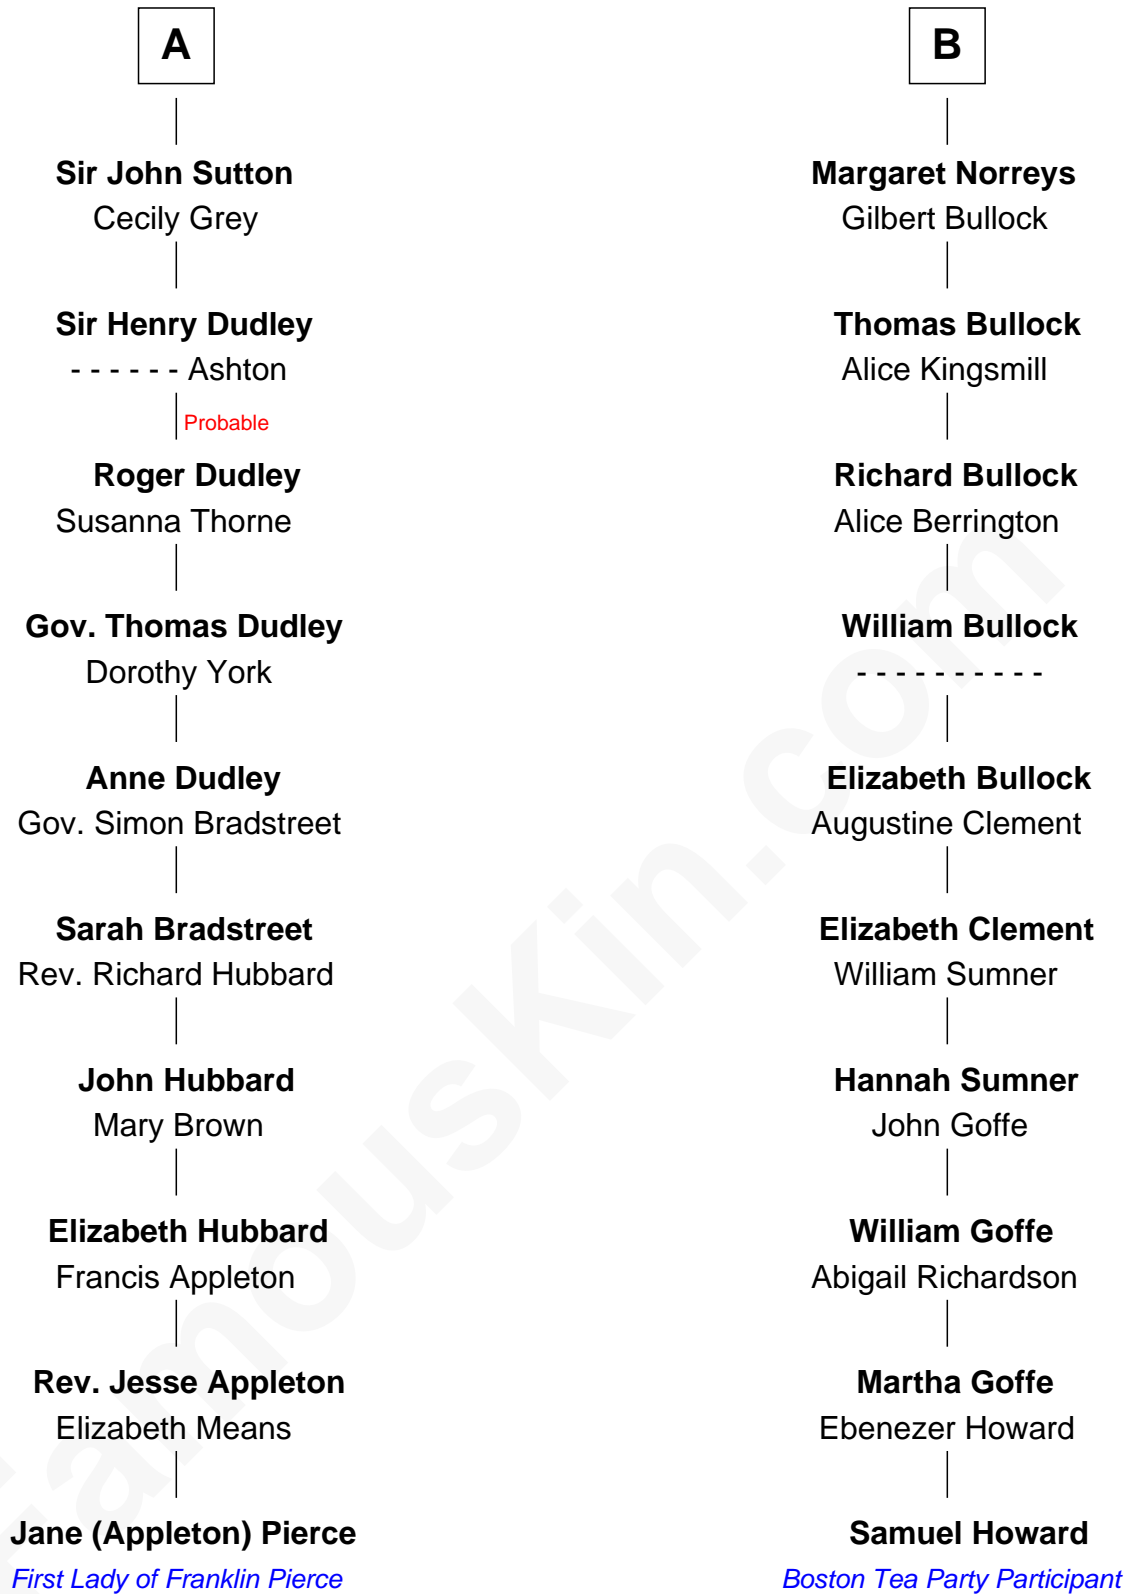 A
Sir John Sutton
Cecily Grey
Sir Henry Dudley
- - - - - - Ashton
Probable
Roger Dudley
Susanna Thorne
Gov. Thomas Dudley
Dorothy York
Anne Dudley
Gov. Simon Bradstreet
Sarah Bradstreet
Rev. Richard Hubbard
John Hubbard
Mary Brown
Elizabeth Hubbard
Francis Appleton
Rev. Jesse Appleton
Elizabeth Means
Jane (Appleton) Pierce
First Lady of Franklin Pierce
B
Margaret Norreys
Gilbert Bullock
Thomas Bullock
Alice Kingsmill
Richard Bullock
Alice Berrington
William Bullock
- - - - - - - - - -
Elizabeth Bullock
Augustine Clement
Elizabeth Clement
William Sumner
Hannah Sumner
John Goffe
William Goffe
Abigail Richardson
Martha Goffe
Ebenezer Howard
Samuel Howard
Boston Tea Party Participant
FamousKin.com